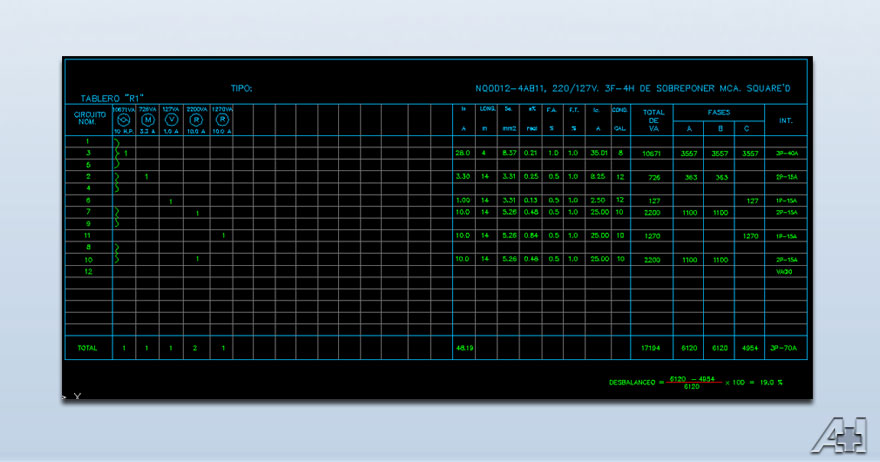 TIPO:
NQOD12-4AB11, 220/127V. 3F-4H DE SOBREPONER MCA. SQUARE'D
TABLERO "R1"
CIRCUITO NÚM. 10671VA 10 H.P. 726VA M 3.3 A 127VA V 1.0 A 2200VA R 10.0 A 1270VA R 10.0 A In A LONG. m Se. mm2 e% real F.A. % F.T. % Ic. A COND. CAL TOTAL DE VA FASES A B C INT.
1
3 1 28.0 4 8.37 0.21 1.0 1.0 35.01 8 10671 3557 3557 3557 3P-40A
5
2 1 3.30 14 3.31 0.25 0.5 1.0 8.25 12 726 363 363 2P-15A
4
6 1 1.00 14 3.31 0.13 0.5 1.0 2.50 12 127 127 1P-15A
7 1 10.0 14 5.26 0.48 0.5 1.0 25.00 10 2200 1100 1100 2P-15A
9
11 1 10.0 14 5.26 0.84 0.5 1.0 25.00 10 1270 1270 1P-15A
8
10 1 10.0 14 5.26 0.48 0.5 1.0 25.00 10 2200 1100 1100 2P-15A
12 VACIO
TOTAL 1 1 1 2 1 48.19 17194 6120 6120 4954 3P-70A
DESBALANCEO = 6120 - 4954 / 6120 x 100 = 19.0 %
Y